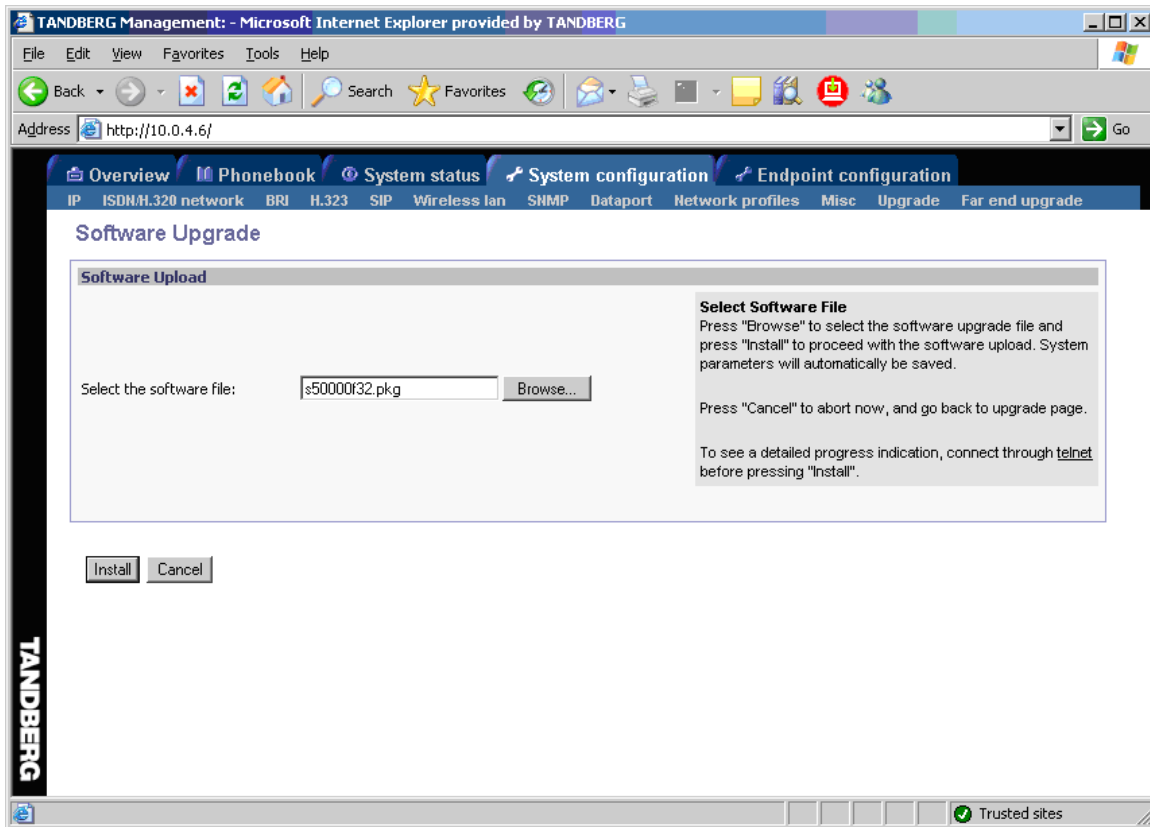 TANDBERG Management: - Microsoft Internet Explorer provided by TANDBERG
File Edit View Favorites Tools Help
Back Search Favorites
Address http://10.0.4.6/ Go
Overview Phonebook System status System configuration Endpoint configuration
IP ISDN/H.320 network BRI H.323 SIP Wireless lan SNMP Dataport Network profiles Misc Upgrade Far end upgrade
Software Upgrade
Software Upload
Select the software file: s50000f32.pkg Browse...
Select Software File
Press "Browse" to select the software upgrade file and
press "Install" to proceed with the software upload. System
parameters will automatically be saved.
Press "Cancel" to abort now, and go back to upgrade page.
To see a detailed progress indication, connect through telnet
before pressing "Install".
Install Cancel
TANDBERG
Trusted sites